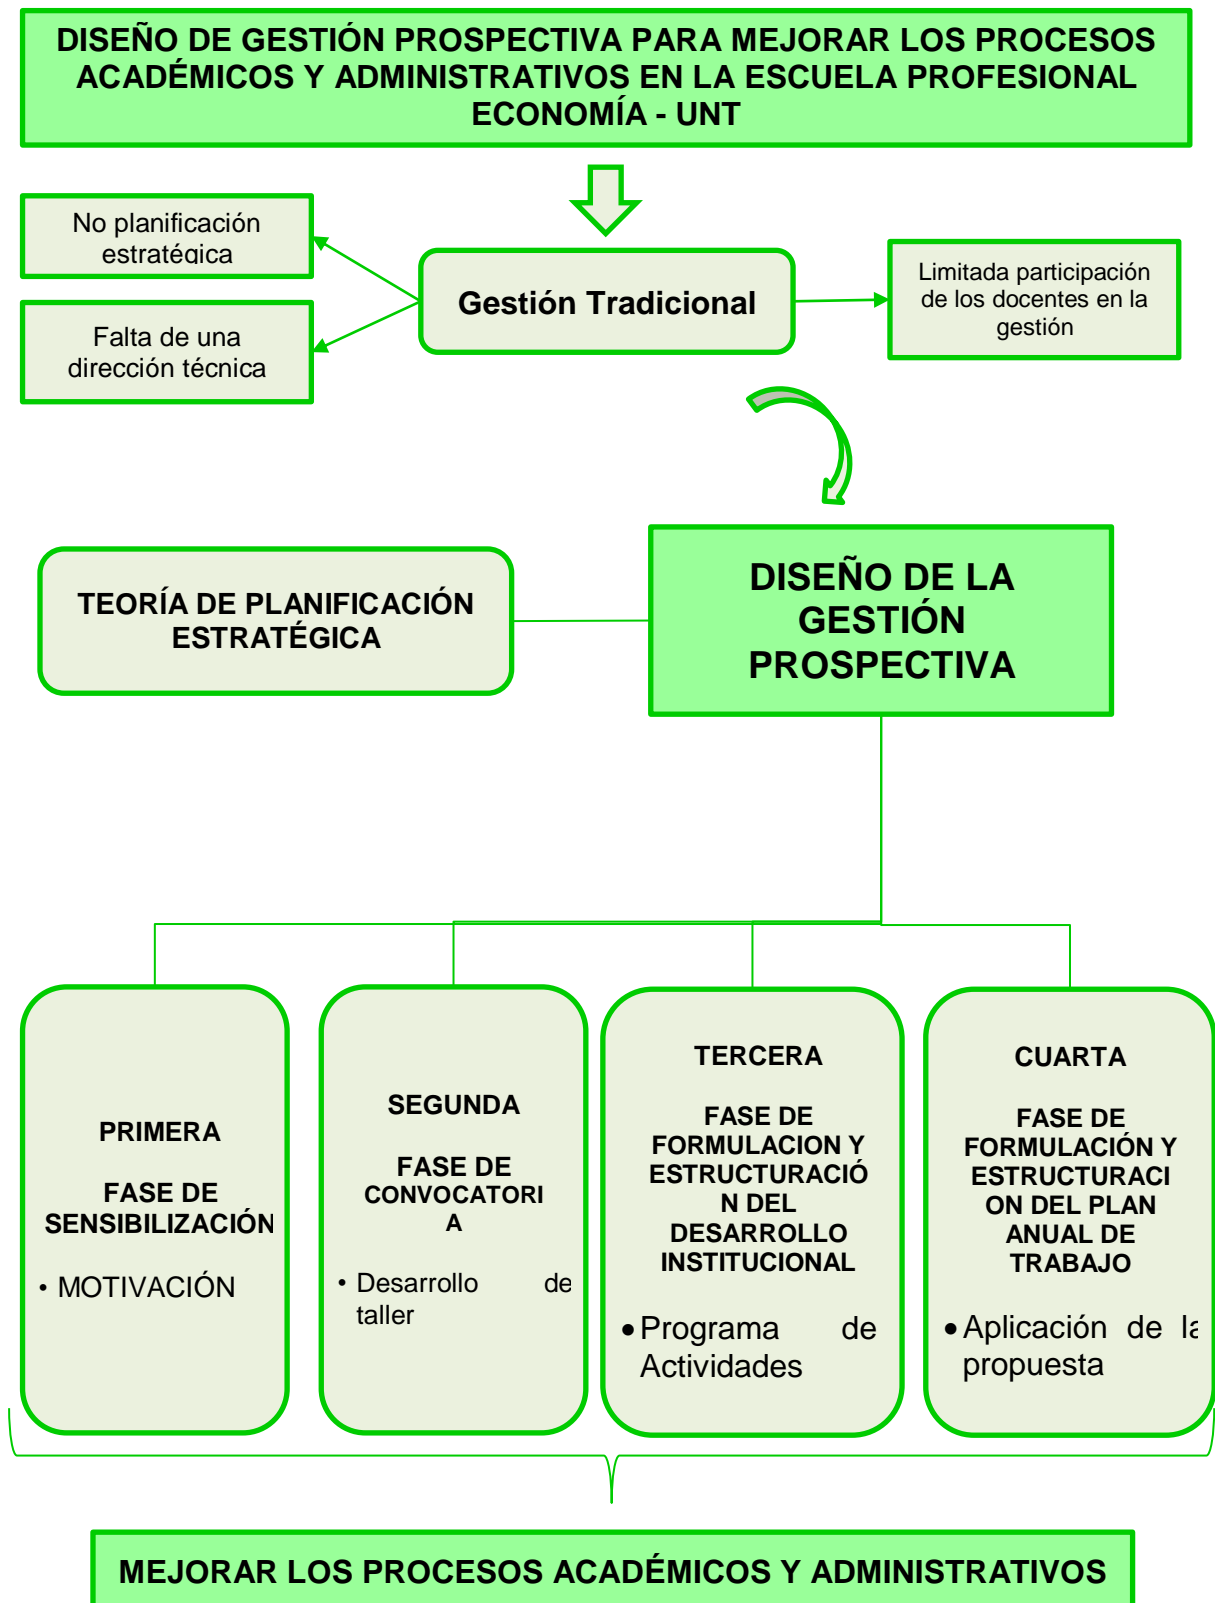 DISEÑO DE GESTIÓN PROSPECTIVA PARA MEJORAR LOS PROCESOS
ACADÉMICOS Y ADMINISTRATIVOS EN LA ESCUELA PROFESIONAL
ECONOMÍA - UNT
No planificación
estratégica
Falta de una
dirección técnica
Gestión Tradicional
Limitada participación
de los docentes en la
gestión
TEORÍA DE PLANIFICACIÓN
ESTRATÉGICA
DISEÑO DE LA
GESTIÓN
PROSPECTIVA
PRIMERA
FASE DE
SENSIBILIZACIÓN
• MOTIVACIÓN
SEGUNDA
FASE DE
CONVOCATORI
A
• Desarrollo de
taller
TERCERA
FASE DE
FORMULACION Y
ESTRUCTURACIÓ
N DEL
DESARROLLO
INSTITUCIONAL
• Programa de
Actividades
CUARTA
FASE DE
FORMULACIÓN Y
ESTRUCTURACI
ON DEL PLAN
ANUAL DE
TRABAJO
• Aplicación de la
propuesta
MEJORAR LOS PROCESOS ACADÉMICOS Y ADMINISTRATIVOS